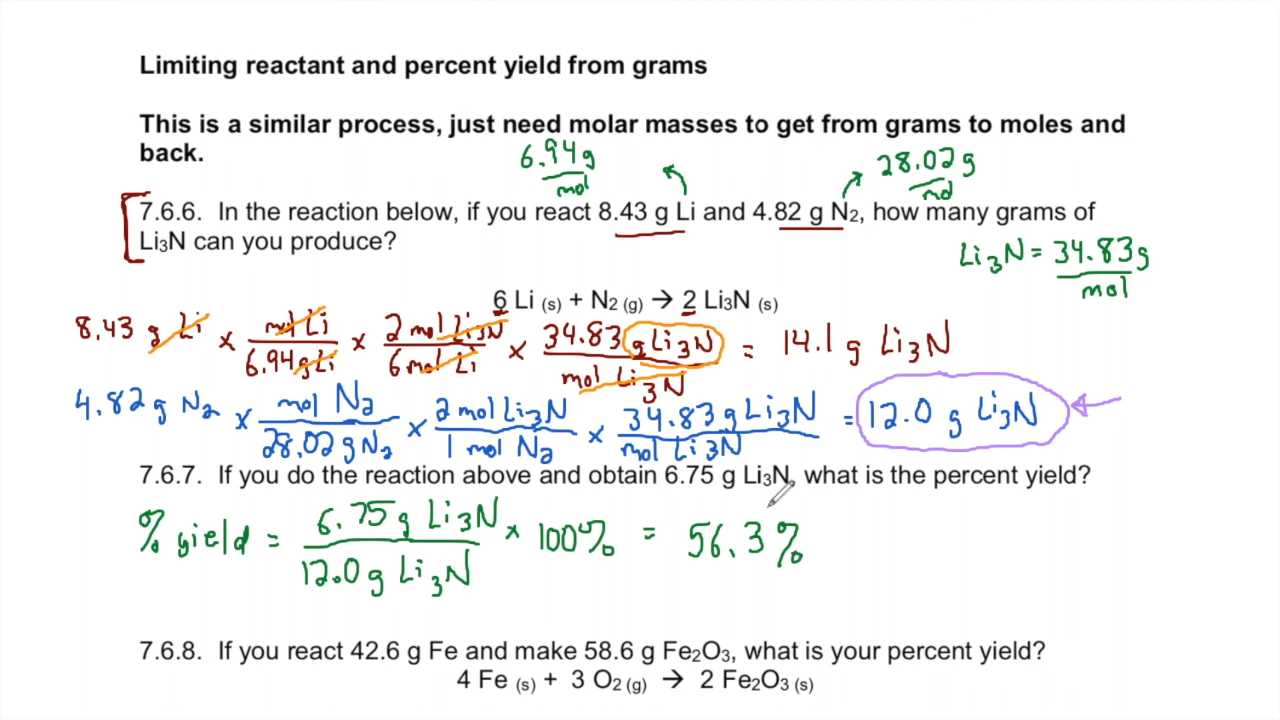 Limiting reactant and percent yield from grams
This is a similar process, just need molar masses to get from grams to moles and
back.
6.94g
mol
28.02g
mol
7.6.6. In the reaction below, if you react 8.43 g Li and 4.82 g N2, how many grams of
Li3N can you produce?
Li3N = 34.83g
mol
6 Li (s) + N2 (g) → 2 Li3N (s)
8.43 g Li × mol Li / 6.94 g Li × 2 mol Li3N / 6 mol Li × 34.83 g Li3N / mol Li3N = 14.1 g Li3N
4.82 g N2 × mol N2 / 28.02 g N2 × 2 mol Li3N / 1 mol N2 × 34.83 g Li3N / mol Li3N = 12.0 g Li3N
7.6.7. If you do the reaction above and obtain 6.75 g Li3N, what is the percent yield?
% yield = 6.75 g Li3N / 12.0 g Li3N × 100% = 56.3%
7.6.8. If you react 42.6 g Fe and make 58.6 g Fe2O3, what is your percent yield?
4 Fe (s) + 3 O2 (g) → 2 Fe2O3 (s)